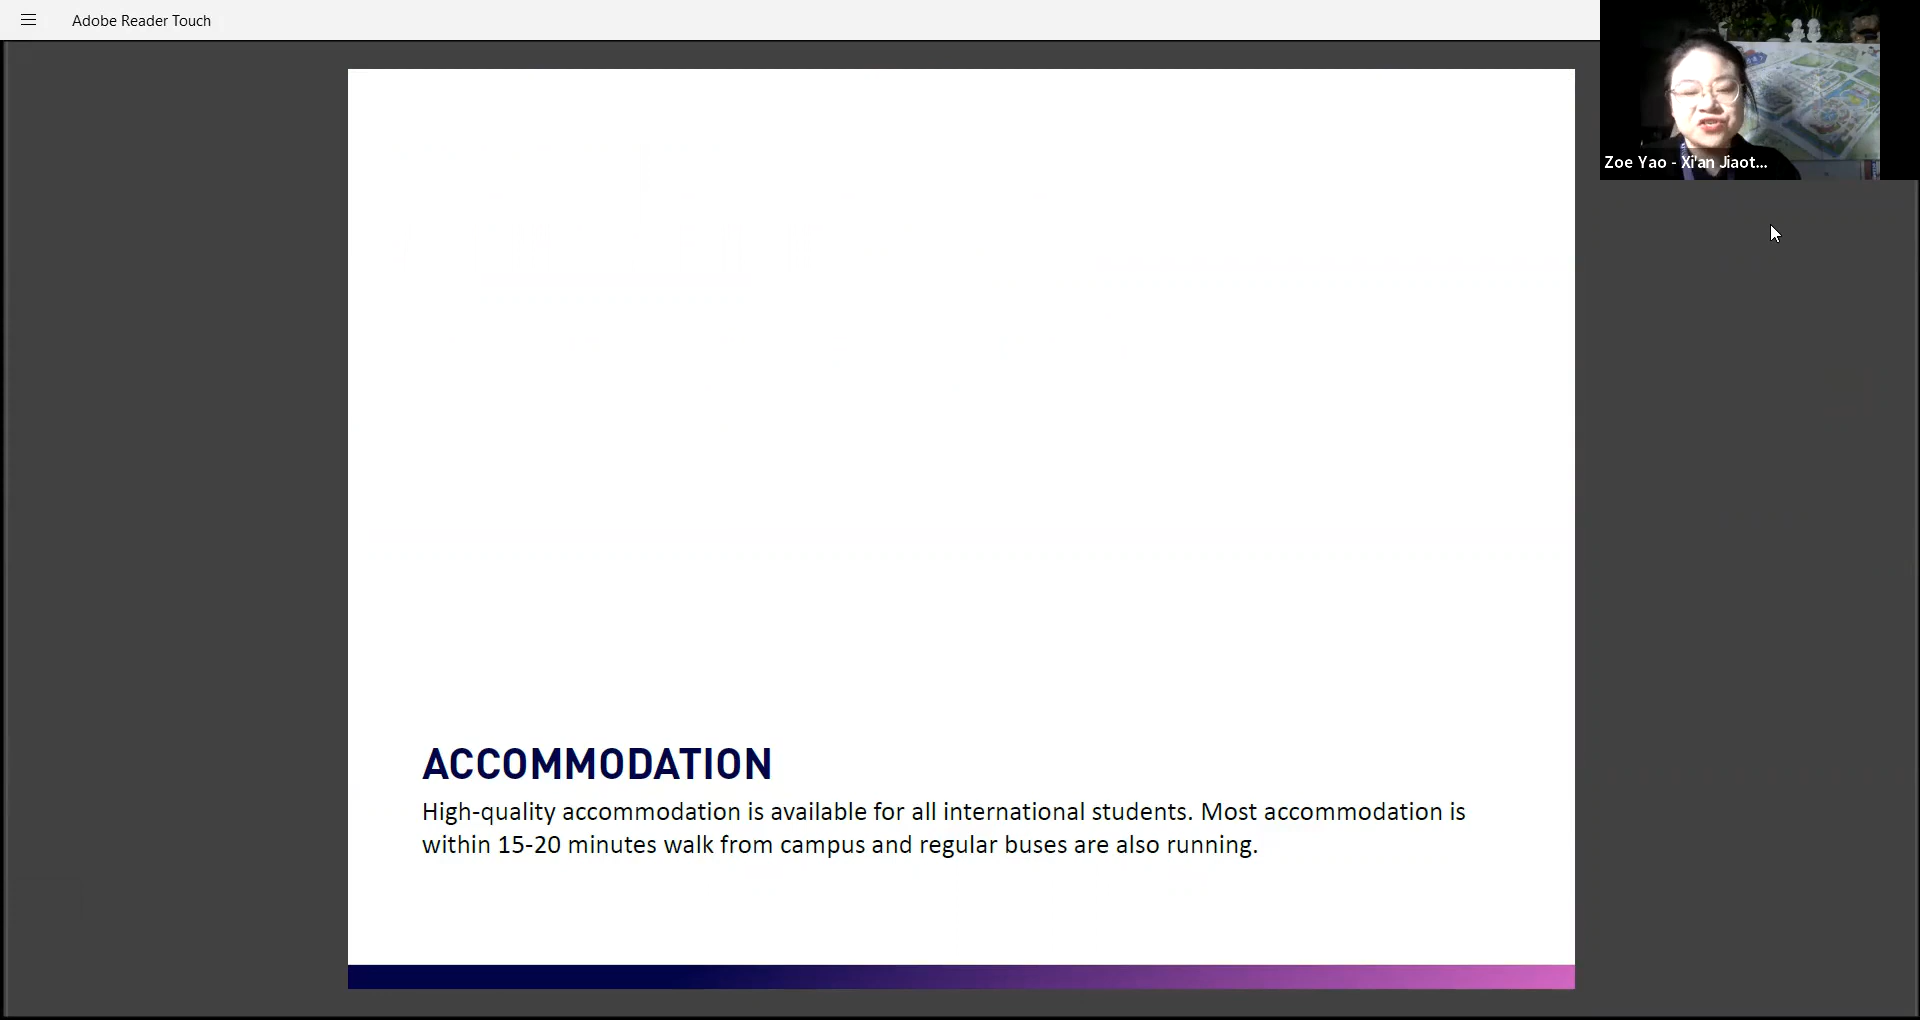 Adobe Reader Touch
Zoe Yao - Xi'an Jiaot...
ACCOMMODATION
High-quality accommodation is available for all international students. Most accommodation is
within 15-20 minutes walk from campus and regular buses are also running.